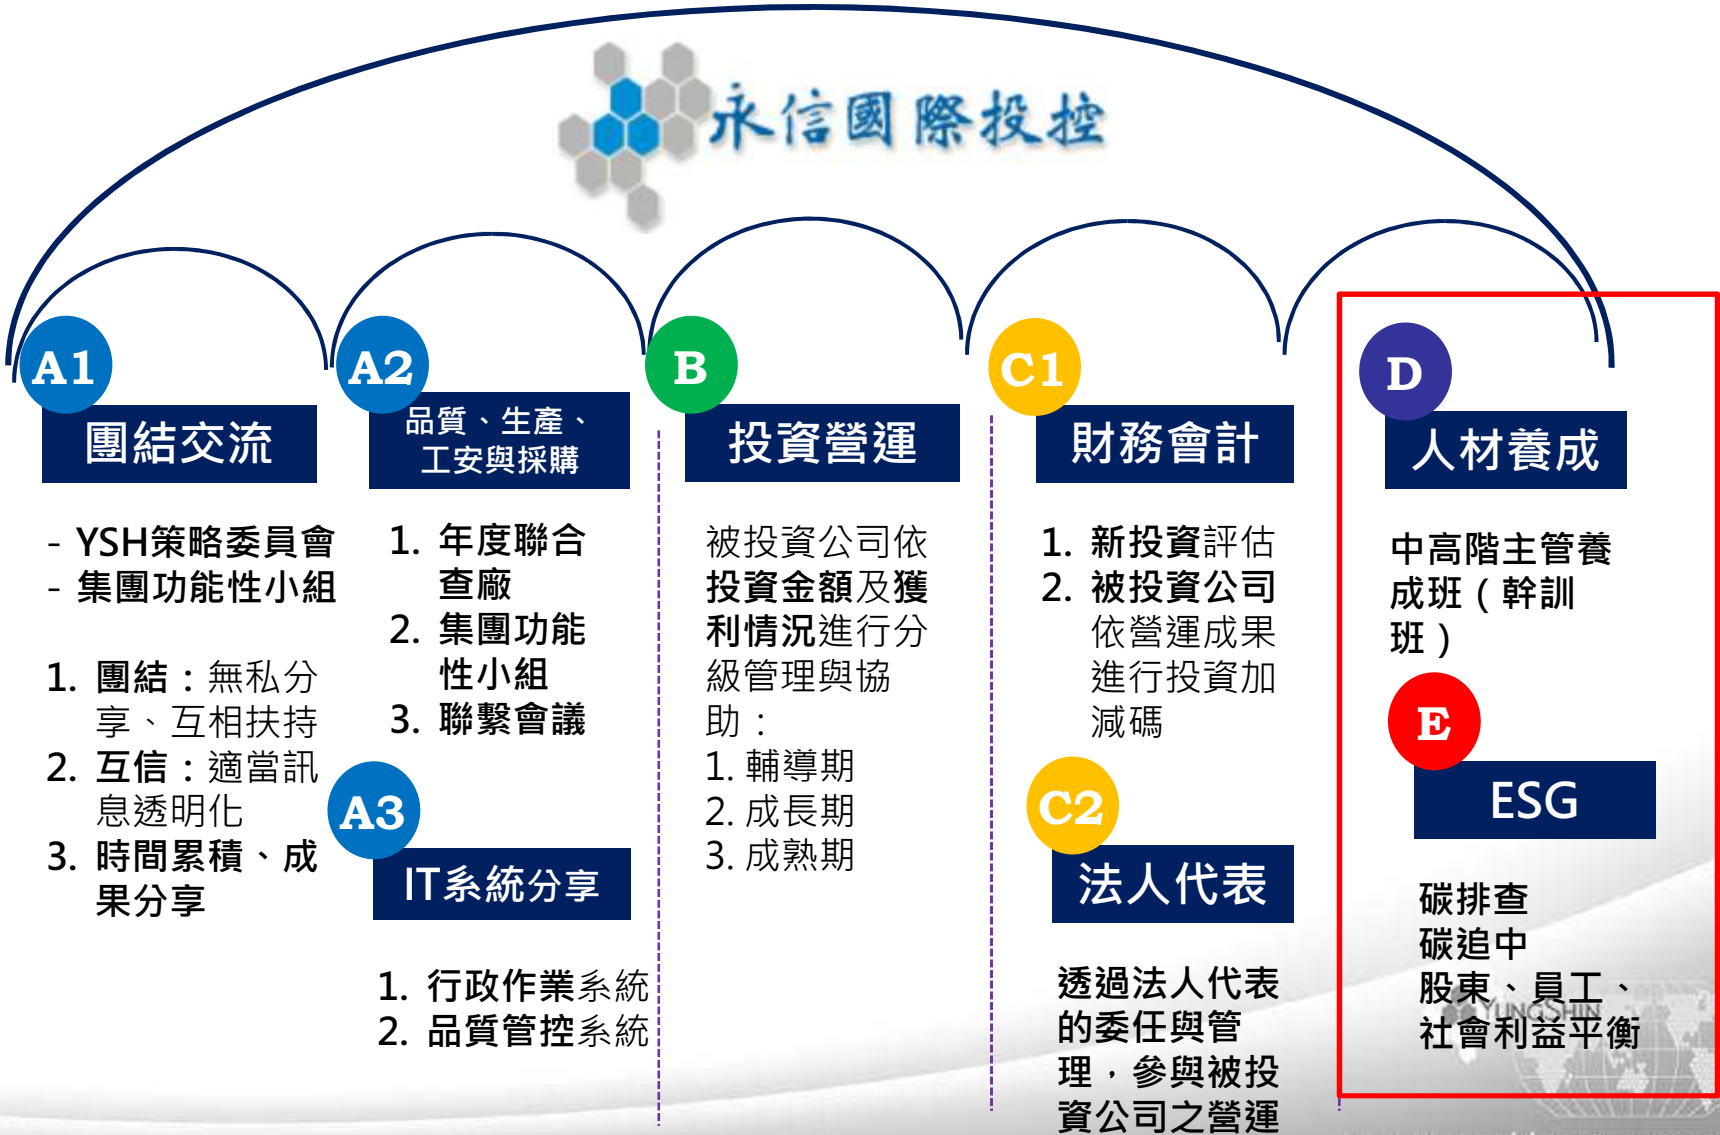 永信國際投控
A1
團結交流
- YSH策略委員會
- 集團功能性小組
1. 團結：無私分
享、互相扶持
2. 互信：適當訊
息透明化
3. 時間累積、成
果分享
A2
品質、生產、
工安與採購
1. 年度聯合
查廠
2. 集團功能
性小組
3. 聯繫會議
A3
IT系統分享
1. 行政作業系統
2. 品質管控系統
B
投資營運
被投資公司依
投資金額及獲
利情況進行分
級管理與協
助：
1. 輔導期
2. 成長期
3. 成熟期
C1
財務會計
1. 新投資評估
2. 被投資公司
依營運成果
進行投資加
減碼
C2
法人代表
透過法人代表
的委任與管
理，參與被投
資公司之營運
D
人材養成
中高階主管養
成班（幹訓
班）
E
ESG
碳排查
碳追中
股東、員工、
社會利益平衡
YUNGSHIN